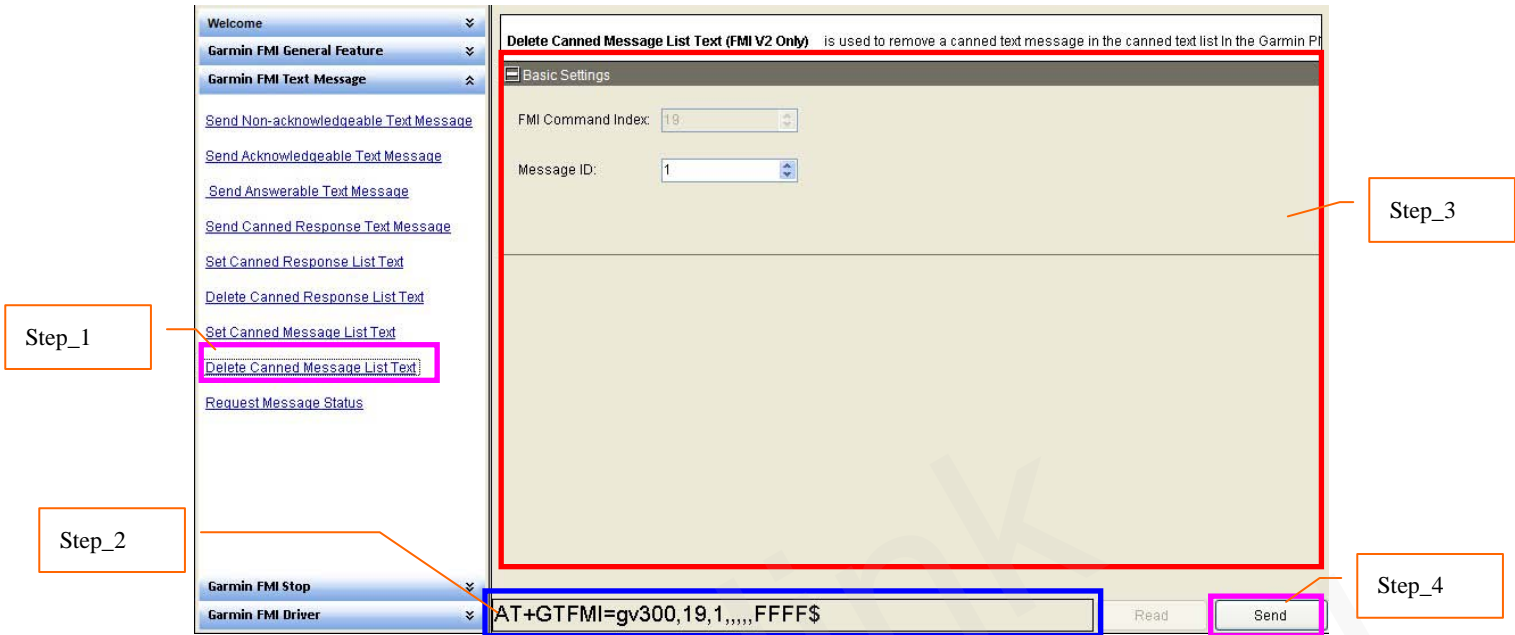 Welcome
Garmin FMI General Feature
Garmin FMI Text Message
Send Non-acknowledgeable Text Message
Send Acknowledgeable Text Message
Send Answerable Text Message
Send Canned Response Text Message
Set Canned Response List Text
Delete Canned Response List Text
Set Canned Message List Text
Delete Canned Message List Text
Request Message Status
Garmin FMI Stop
Garmin FMI Driver
Delete Canned Message List Text (FMI V2 Only) is used to remove a canned text message in the canned text list In the Garmin
Basic Settings
FMI Command Index: 19
Message ID: 1
AT+GTFMI=gv300,19,1,,,,,FFFF$
Read
Send
Step_1
Step_2
Step_3
Step_4